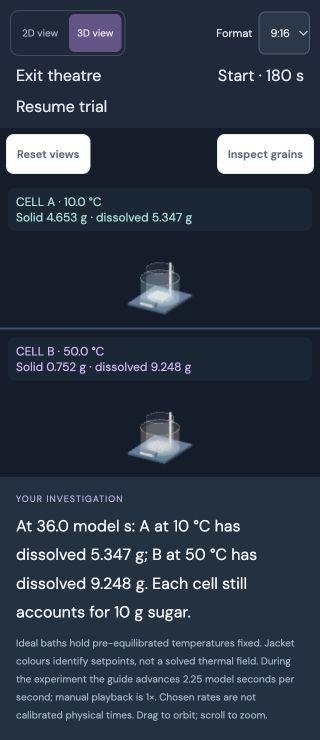 2D view 3D view Format 9:16
Exit theatre Start · 180 s
Resume trial
Reset views Inspect grains
CELL A · 10.0 °C
Solid 4.653 g · dissolved 5.347 g
CELL B · 50.0 °C
Solid 0.752 g · dissolved 9.248 g
YOUR INVESTIGATION
At 36.0 model s: A at 10 °C has
dissolved 5.347 g; B at 50 °C has
dissolved 9.248 g. Each cell still
accounts for 10 g sugar.
Ideal baths hold pre-equilibrated temperatures fixed. Jacket
colours identify setpoints, not a solved thermal field. During
the experiment the guide advances 2.25 model seconds per
second; manual playback is 1×. Chosen rates are not
calibrated physical times. Drag to orbit; scroll to zoom.